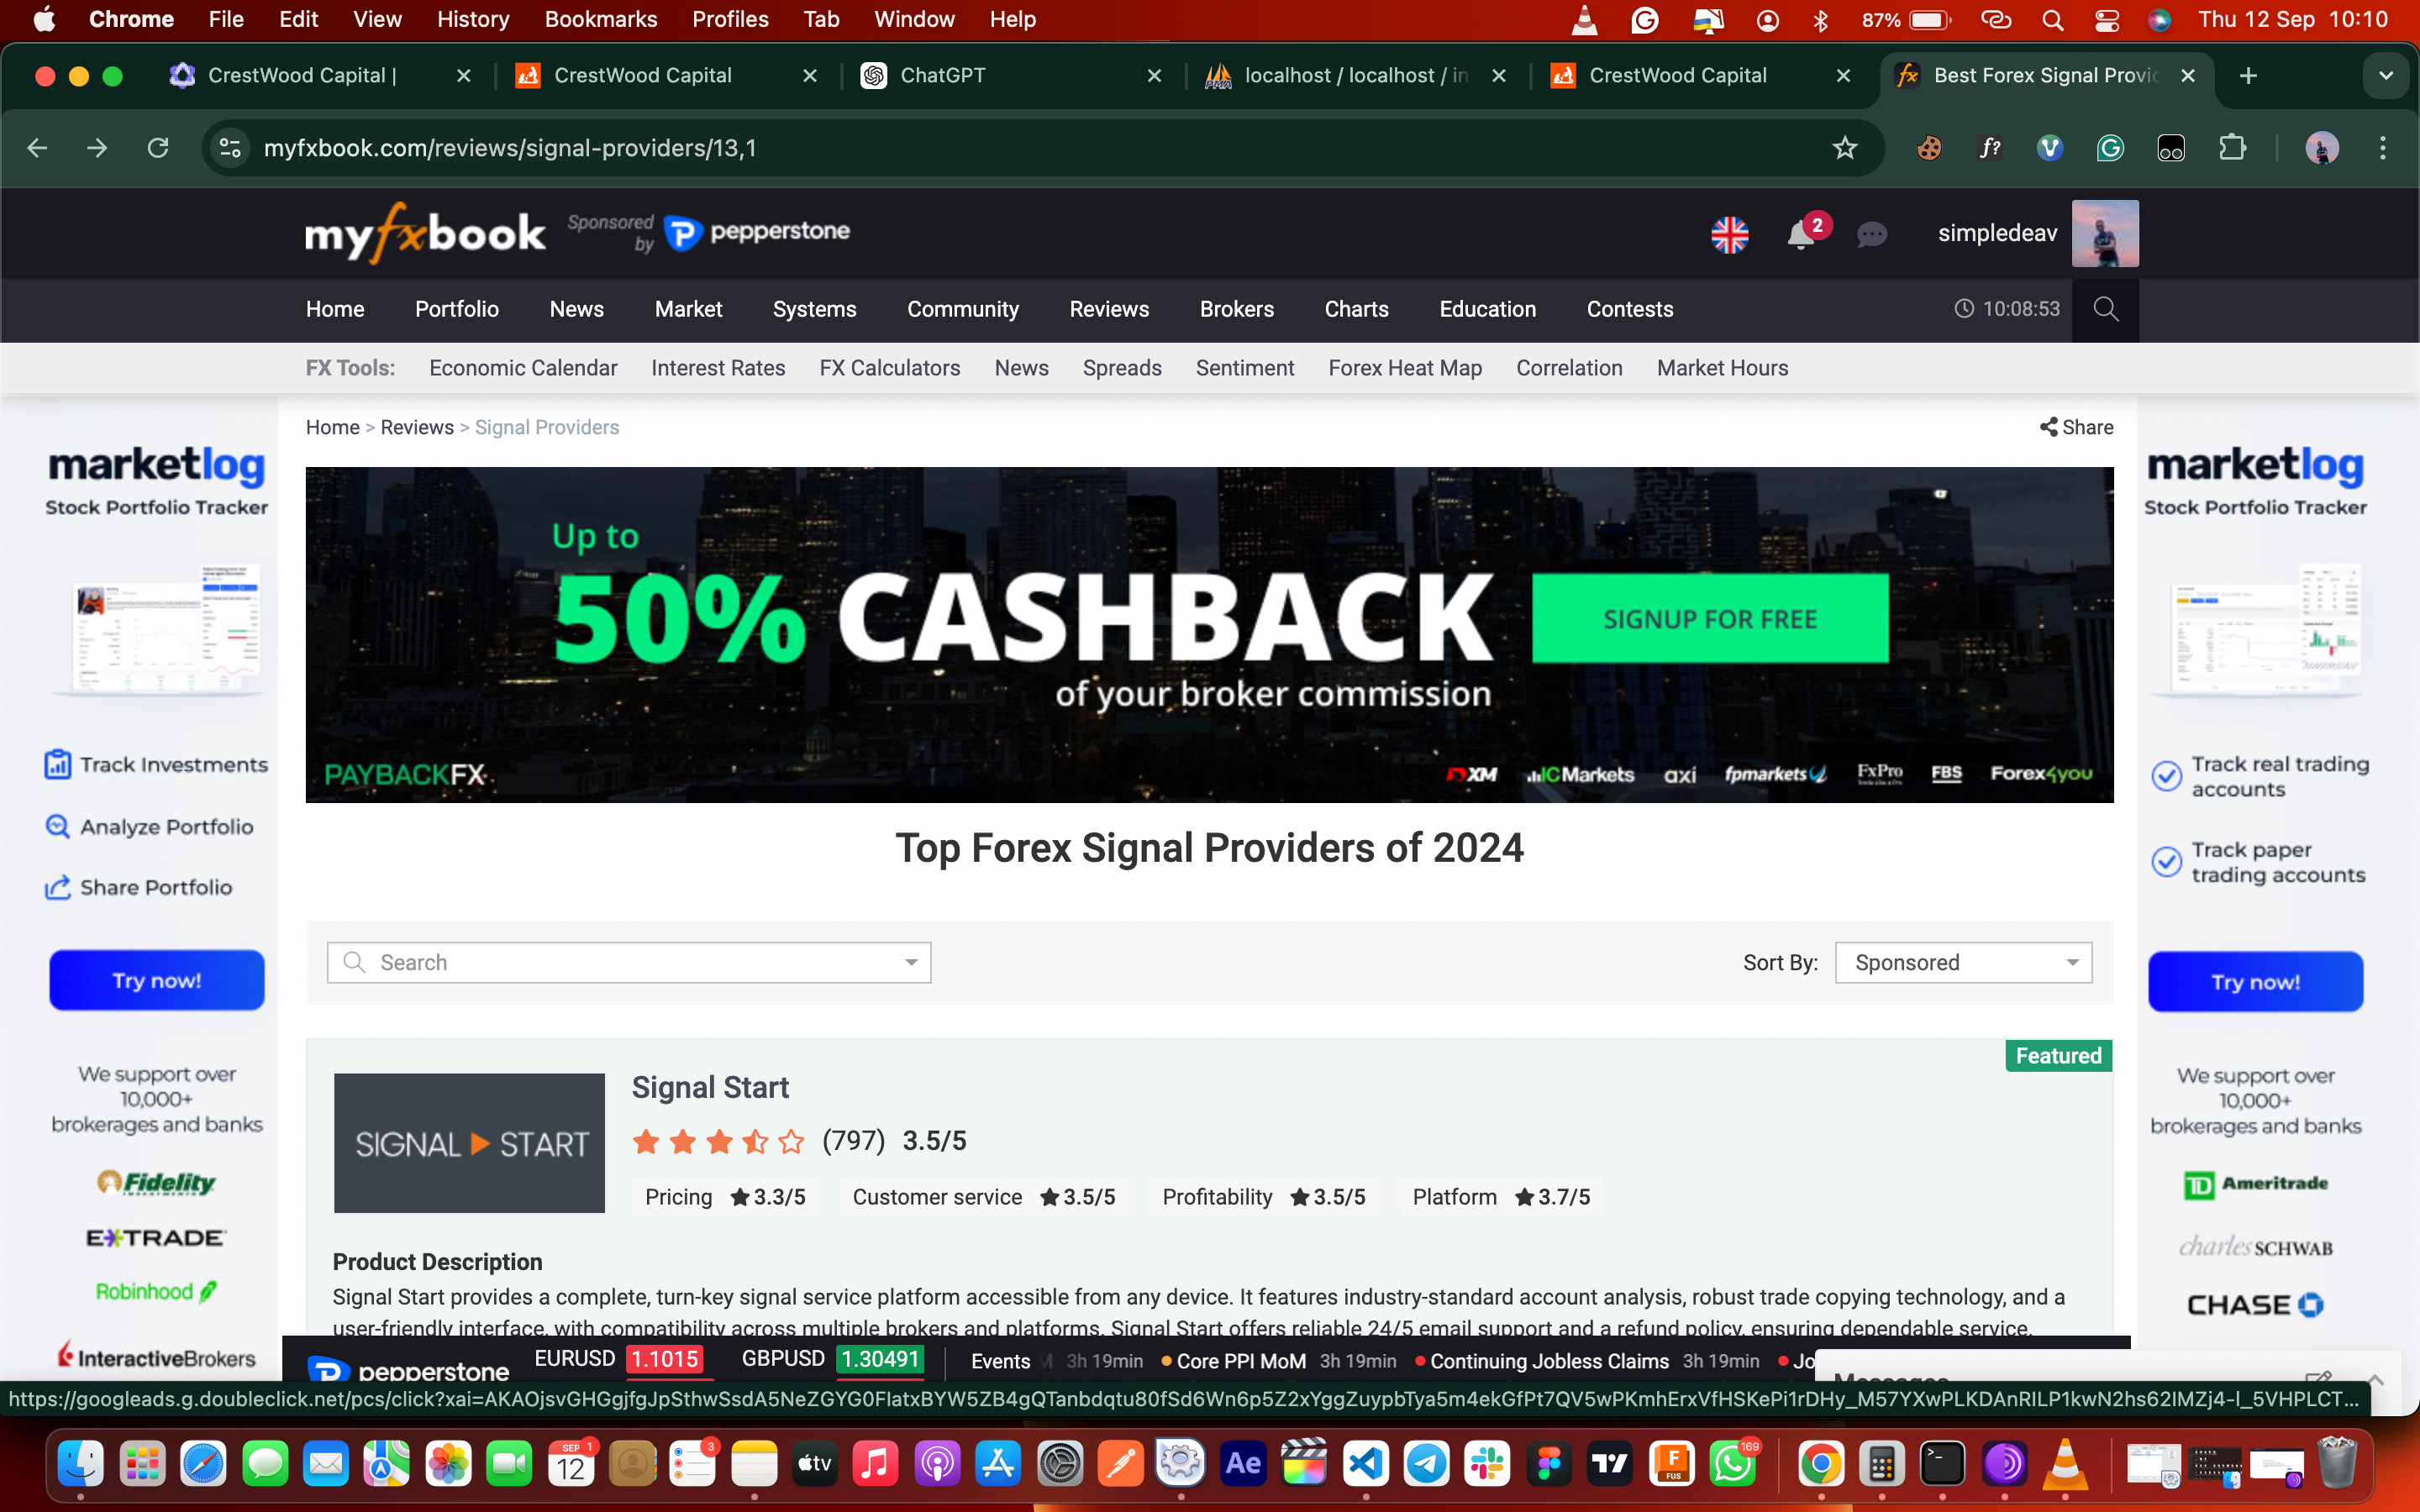 Chrome File Edit View History Bookmarks Profiles Tab Window Help 87% Thu 12 Sep 10:10
CrestWood Capital | CrestWood Capital ChatGPT localhost / localhost / in CrestWood Capital Best Forex Signal Provic
myfxbook.com/reviews/signal-providers/13,1
myfxbook Sponsored by pepperstone 2 simpledeav
Home Portfolio News Market Systems Community Reviews Brokers Charts Education Contests 10:08:53
FX Tools: Economic Calendar Interest Rates FX Calculators News Spreads Sentiment Forex Heat Map Correlation Market Hours
Home > Reviews > Signal Providers Share
marketlog
Stock Portfolio Tracker
Track Investments
Analyze Portfolio
Share Portfolio
Try now!
We support over
10,000+
brokerages and banks
Fidelity
INVESTMENTS
E*TRADE
Robinhood
InteractiveBrokers
Up to
50% CASHBACK
of your broker commission
SIGNUP FOR FREE
PAYBACKFX
XM ICMarkets axi fpmarkets FxPro FBS Forex4you
Top Forex Signal Providers of 2024
Search Sort By: Sponsored
Featured
SIGNAL START
Signal Start
(797) 3.5/5
Pricing 3.3/5 Customer service 3.5/5 Profitability 3.5/5 Platform 3.7/5
Product Description
Signal Start provides a complete, turn-key signal service platform accessible from any device. It features industry-standard account analysis, robust trade copying technology, and a
user-friendly interface, with compatibility across multiple brokers and platforms. Signal Start offers reliable 24/5 email support and a refund policy, ensuring dependable service.
marketlog
Stock Portfolio Tracker
Track real trading
accounts
Track paper
trading accounts
Try now!
We support over
10,000+
brokerages and banks
TD Ameritrade
charles SCHWAB
CHASE
pepperstone EURUSD 1.1015 GBPUSD 1.30491 Events M 3h 19min Core PPI MoM 3h 19min Continuing Jobless Claims 3h 19min Jo
Messages
SEP 1
12
3
tv
Ae
F
FUS
169